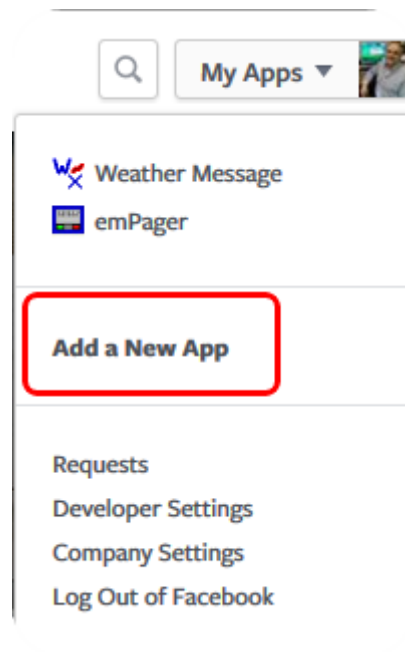 My Apps
Weather Message
emPager
Add a New App
Requests
Developer Settings
Company Settings
Log Out of Facebook